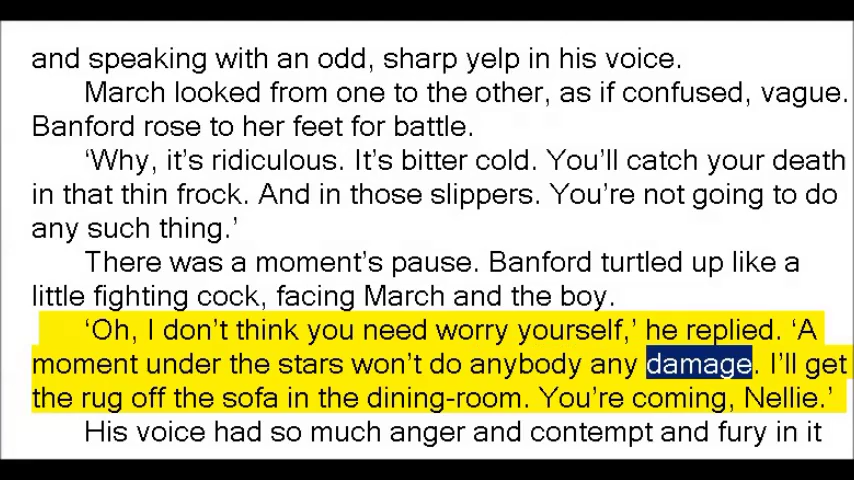 and speaking with an odd, sharp yelp in his voice.
March looked from one to the other, as if confused, vague.
Banford rose to her feet for battle.
‘Why, it’s ridiculous. It’s bitter cold. You’ll catch your death
in that thin frock. And in those slippers. You’re not going to do
any such thing.’
There was a moment’s pause. Banford turtled up like a
little fighting cock, facing March and the boy.
‘Oh, I don’t think you need worry yourself,’ he replied. ‘A
moment under the stars won’t do anybody any damage. I’ll get
the rug off the sofa in the dining-room. You’re coming, Nellie.’
His voice had so much anger and contempt and fury in it